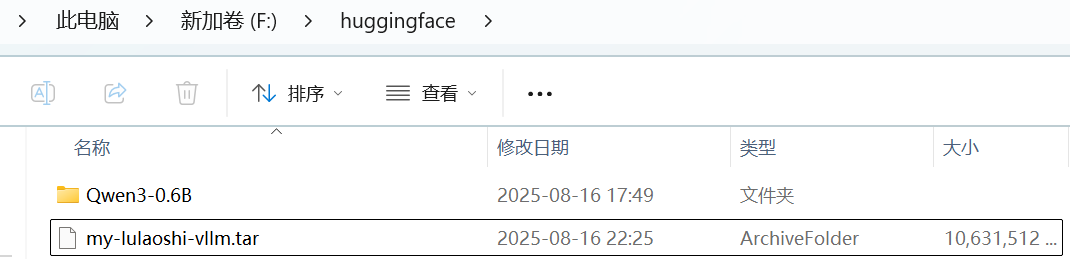 此电脑 新加卷 (F:) huggingface
排序 查看
名称 修改日期 类型 大小
Qwen3-0.6B 2025-08-16 17:49 文件夹
my-lulaoshi-vllm.tar 2025-08-16 22:25 ArchiveFolder 10,631,512 ...